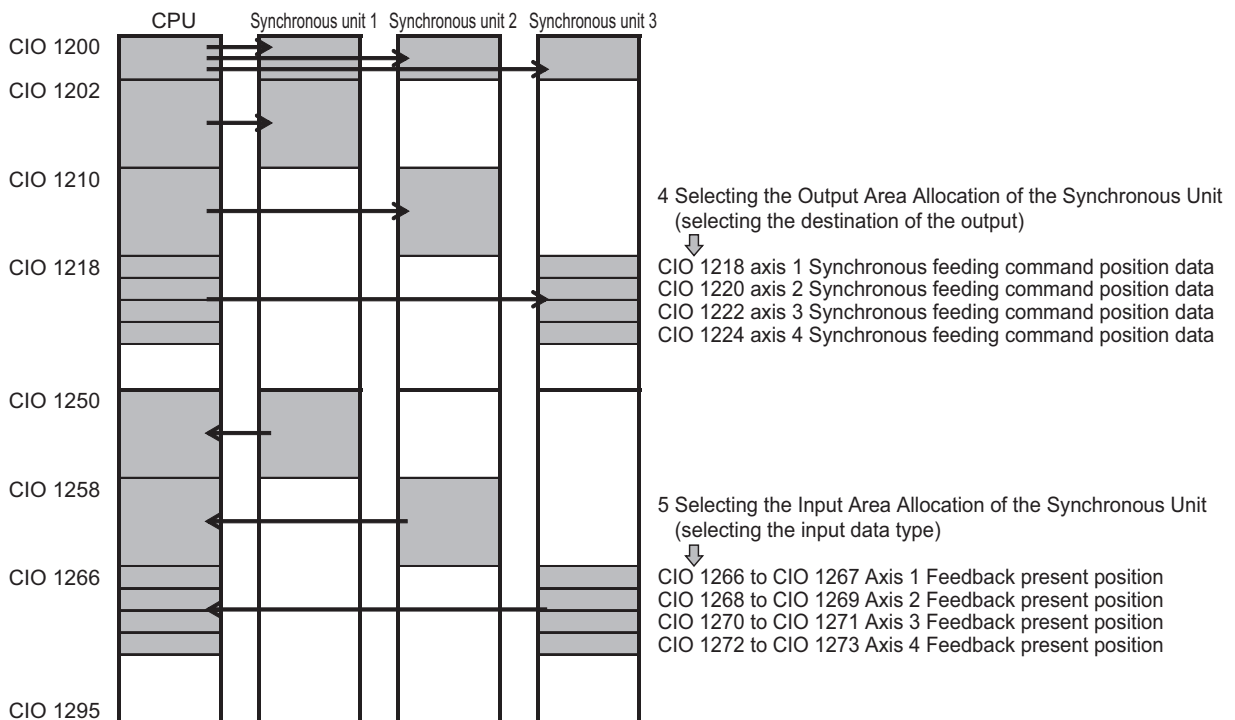 CPU
Synchronous unit 1
Synchronous unit 2
Synchronous unit 3
CIO 1200
CIO 1202
CIO 1210
CIO 1218
CIO 1250
CIO 1258
CIO 1266
CIO 1295
4 Selecting the Output Area Allocation of the Synchronous Unit
(selecting the destination of the output)
CIO 1218 axis 1 Synchronous feeding command position data
CIO 1220 axis 2 Synchronous feeding command position data
CIO 1222 axis 3 Synchronous feeding command position data
CIO 1224 axis 4 Synchronous feeding command position data
5 Selecting the Input Area Allocation of the Synchronous Unit
(selecting the input data type)
CIO 1266 to CIO 1267 Axis 1 Feedback present position
CIO 1268 to CIO 1269 Axis 2 Feedback present position
CIO 1270 to CIO 1271 Axis 3 Feedback present position
CIO 1272 to CIO 1273 Axis 4 Feedback present position